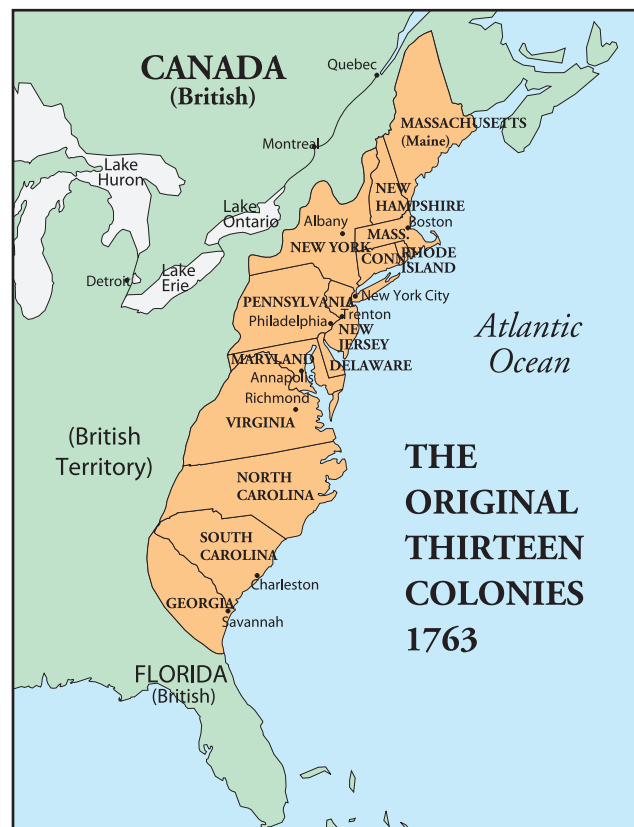 CANADA
(British)
Quebec
MASSACHUSETTS
(Maine)
Montreal
Lake
Huron
NEW
HAMPSHIRE
Lake
Ontario
Albany
Boston
MASS.
NEW YORK
CONN.
RHODE
ISLAND
Detroit
Lake
Erie
PENNSYLVANIA
New York City
Trenton
Philadelphia
NEW
JERSEY
Atlantic
Ocean
MARYLAND
DELAWARE
Annapolis
Richmond
VIRGINIA
(British
Territory)
THE
ORIGINAL
THIRTEEN
COLONIES
1763
NORTH
CAROLINA
SOUTH
CAROLINA
Charleston
GEORGIA
Savannah
FLORIDA
(British)